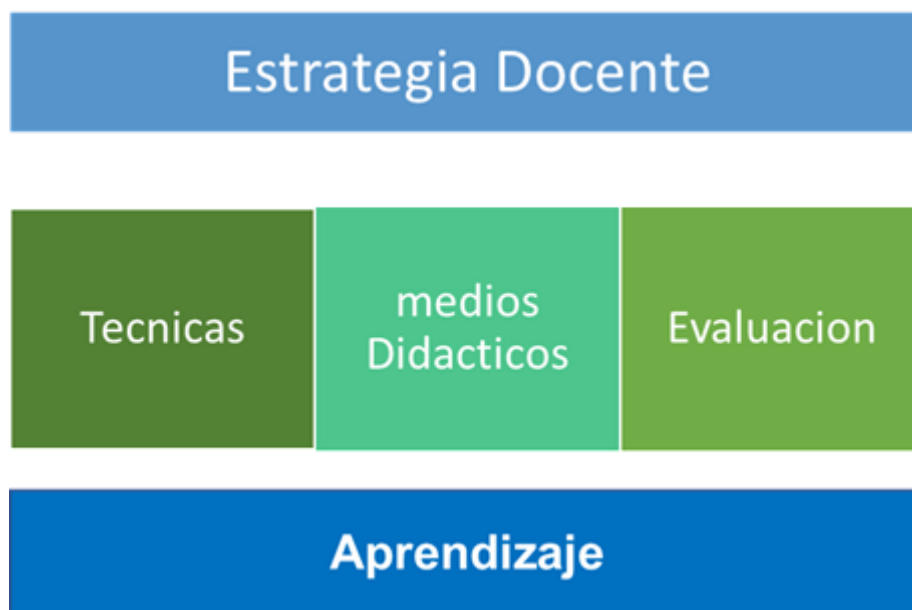 Estrategia Docente
Tecnicas
medios
Didacticos
Evaluacion
Aprendizaje